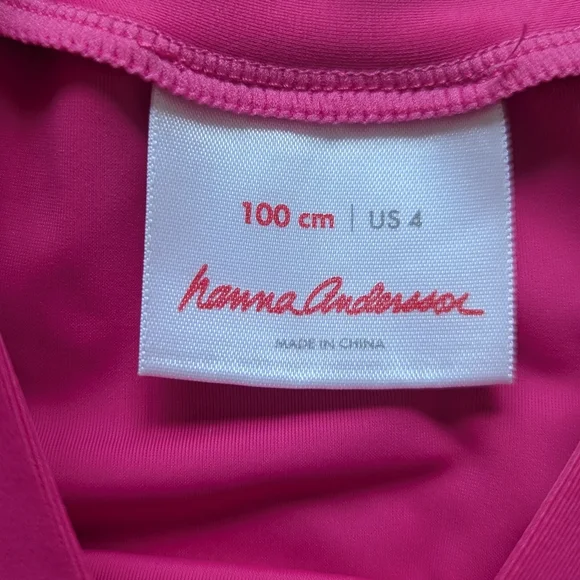 100 cm | US 4
hanna Andersson
MADE IN CHINA